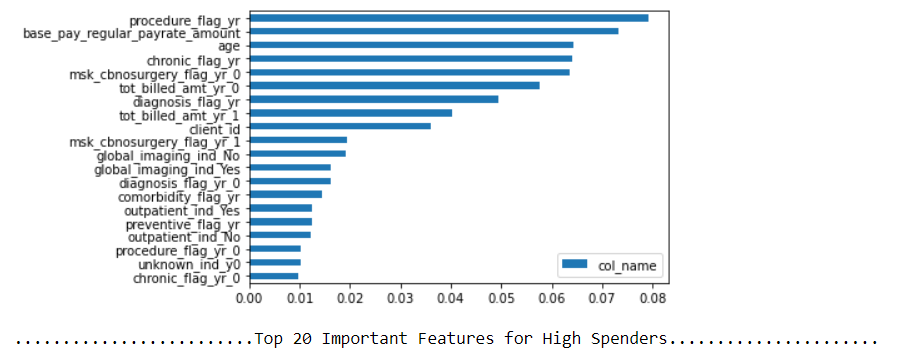 procedure_flag_yr
base_pay_regular_payrate_amount
age
chronic_flag_yr
msk_cbnosurgery_flag_yr_0
tot_billed_amt_yr_0
diagnosis_flag_yr
tot_billed_amt_yr_1
client_id
msk_cbnosurgery_flag_yr_1
global_imaging_ind_No
global_imaging_ind_Yes
diagnosis_flag_yr_0
comorbidity_flag_yr
outpatient_ind_Yes
preventive_flag_yr
outpatient_ind_No
procedure_flag_yr_0
unknown_ind_y0
chronic_flag_yr_0
col_name
0.00 0.01 0.02 0.03 0.04 0.05 0.06 0.07 0.08
.........................Top 20 Important Features for High Spenders......................